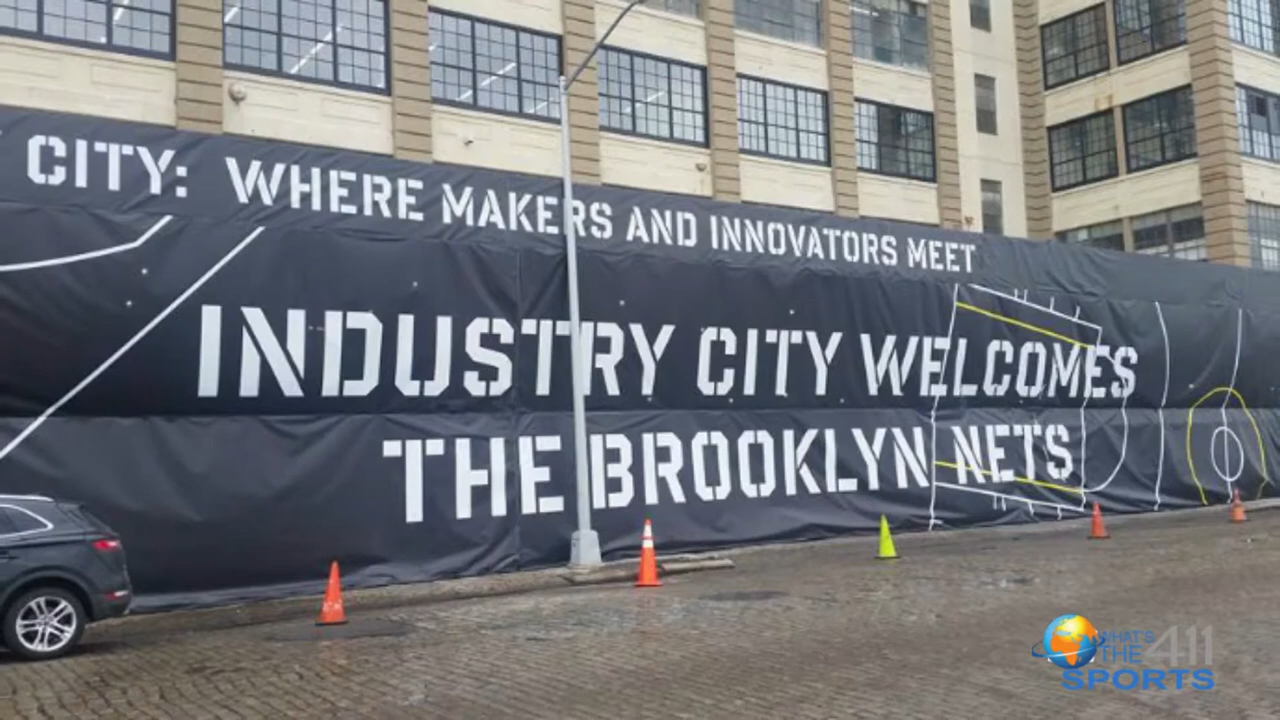 CITY: WHERE MAKERS AND INNOVATORS MEET
INDUSTRY CITY WELCOMES
THE BROOKLYN NETS
WHAT'S
THE 411
SPORTS